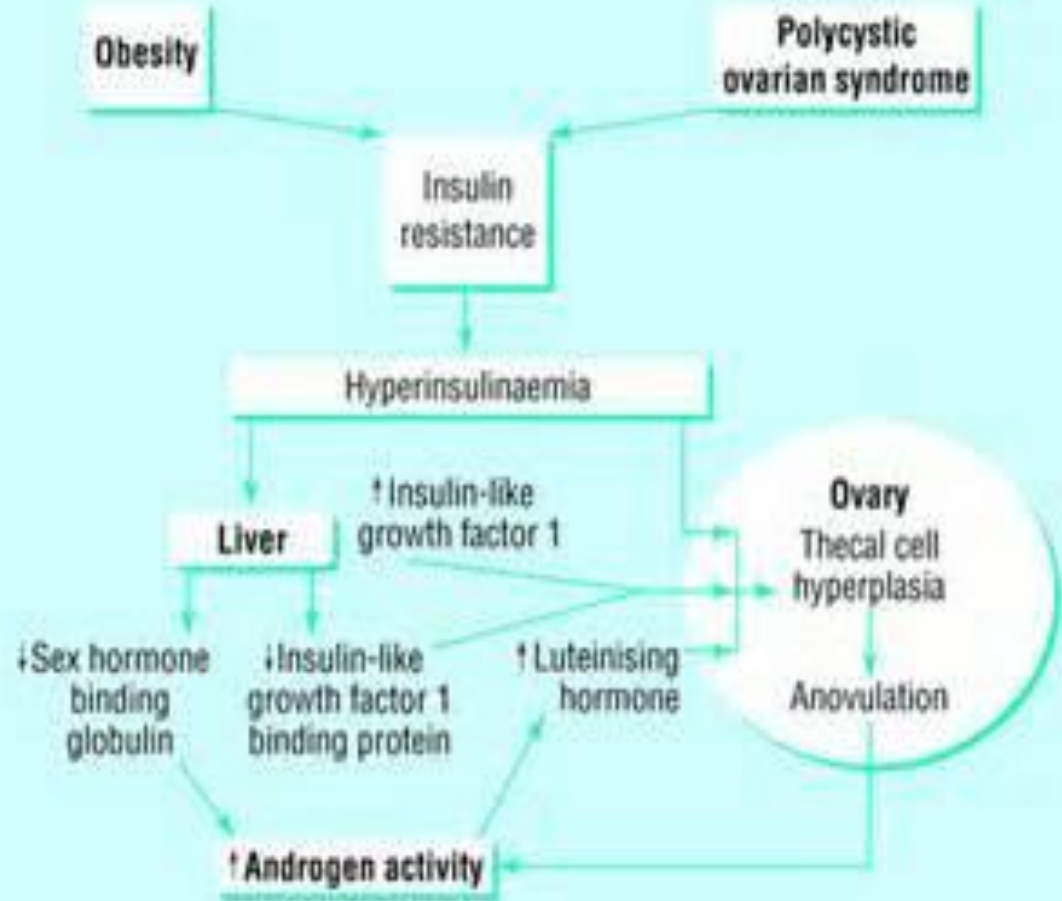 Obesity
Polycystic
ovarian syndrome
Insulin
resistance
Hyperinsulinaemia
Liver
↑Insulin-like
growth factor 1
Ovary
Thecal cell
hyperplasia
Anovulation
↓Sex hormone
binding
globulin
↓Insulin-like
growth factor 1
binding protein
↑Luteinising
hormone
↑Androgen activity